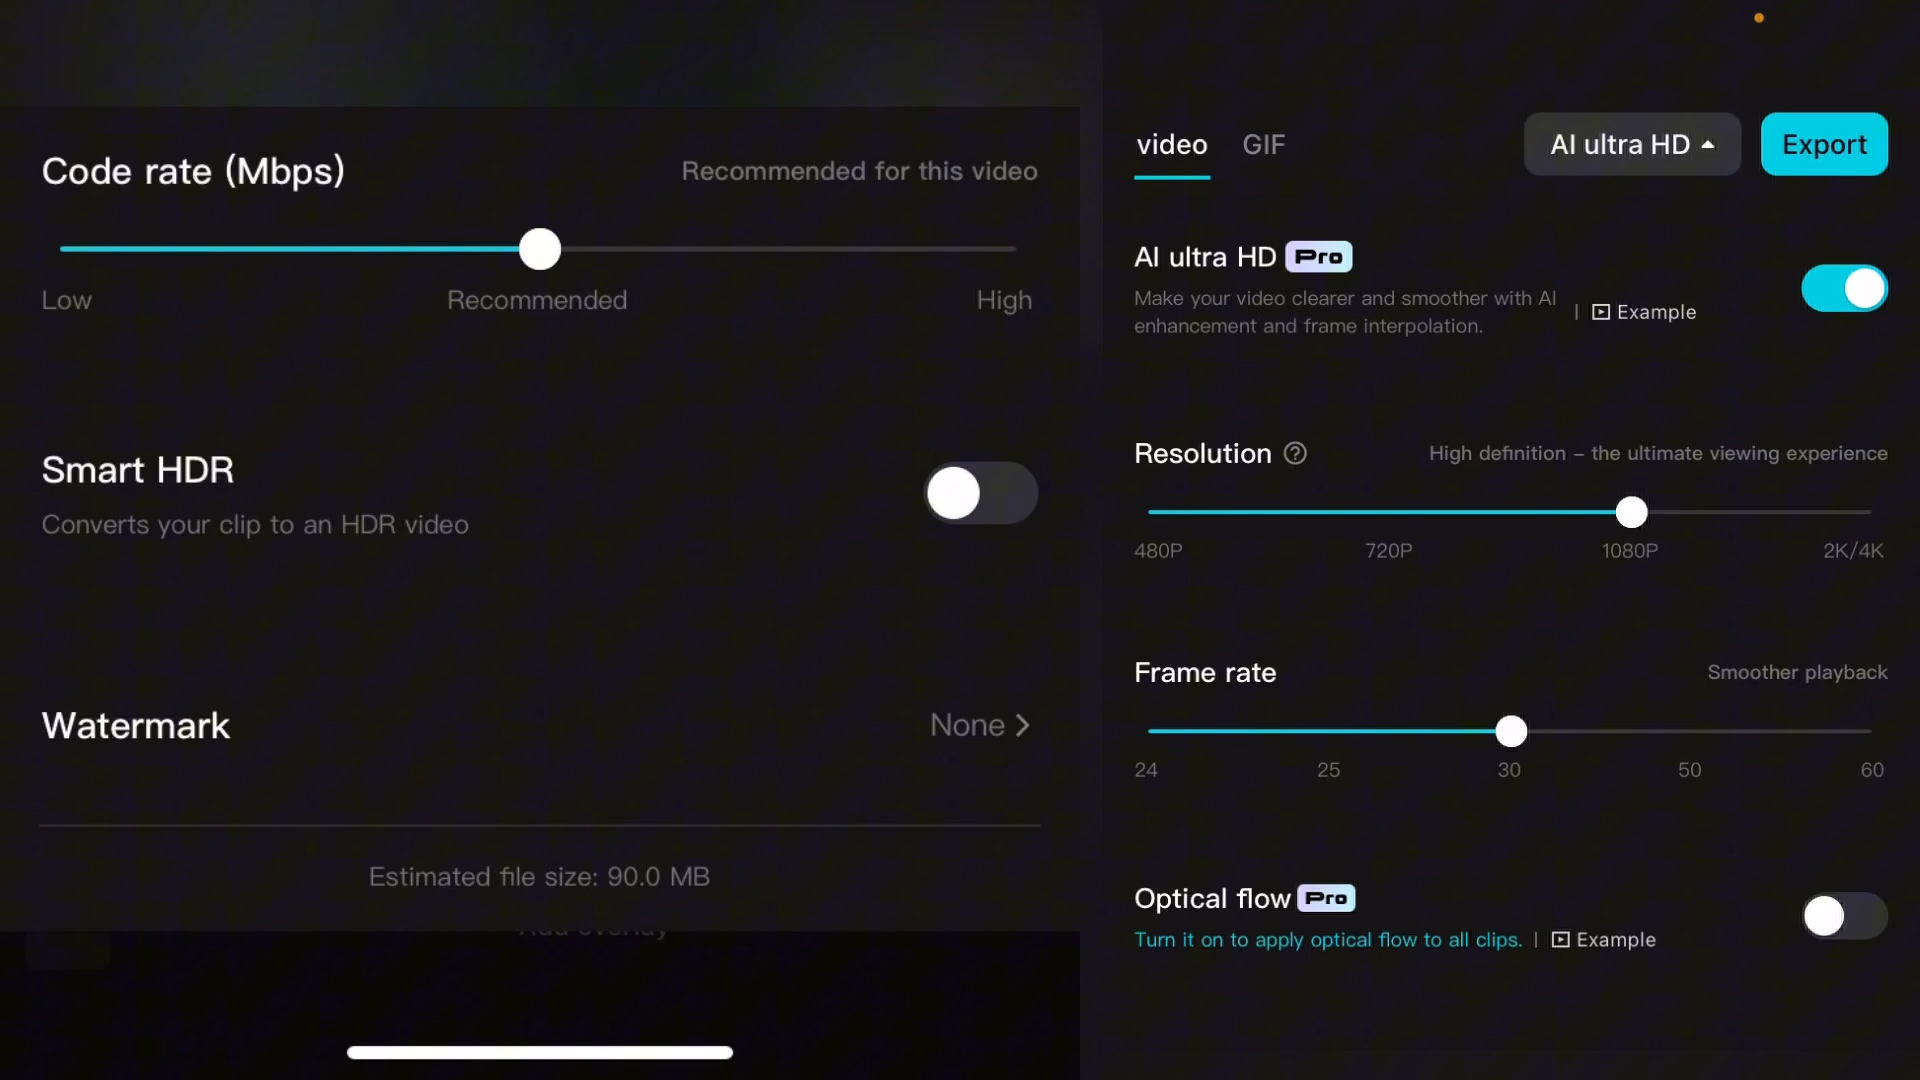 Code rate (Mbps)
Recommended for this video
Low
Recommended
High
Smart HDR
Converts your clip to an HDR video
Watermark
None
Estimated file size: 90.0 MB
Add overlay
video
GIF
AI ultra HD
Export
AI ultra HD Pro
Make your video clearer and smoother with AI
enhancement and frame interpolation.
| Example
Resolution
High definition – the ultimate viewing experience
480P
720P
1080P
2K/4K
Frame rate
Smoother playback
24
25
30
50
60
Optical flow Pro
Turn it on to apply optical flow to all clips. | Example